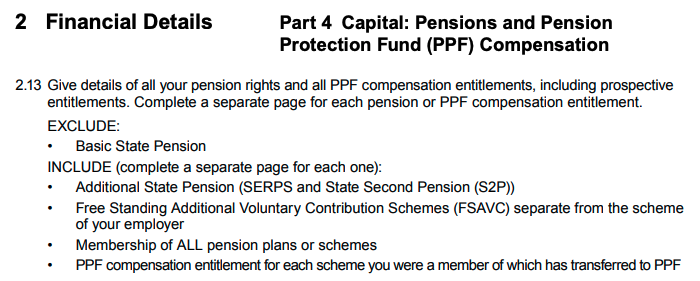 2 Financial Details
Part 4 Capital: Pensions and Pension
Protection Fund (PPF) Compensation
2.13 Give details of all your pension rights and all PPF compensation entitlements, including prospective
entitlements. Complete a separate page for each pension or PPF compensation entitlement.
EXCLUDE:
• Basic State Pension
INCLUDE (complete a separate page for each one):
• Additional State Pension (SERPS and State Second Pension (S2P))
• Free Standing Additional Voluntary Contribution Schemes (FSAVC) separate from the scheme
of your employer
• Membership of ALL pension plans or schemes
• PPF compensation entitlement for each scheme you were a member of which has transferred to PPF